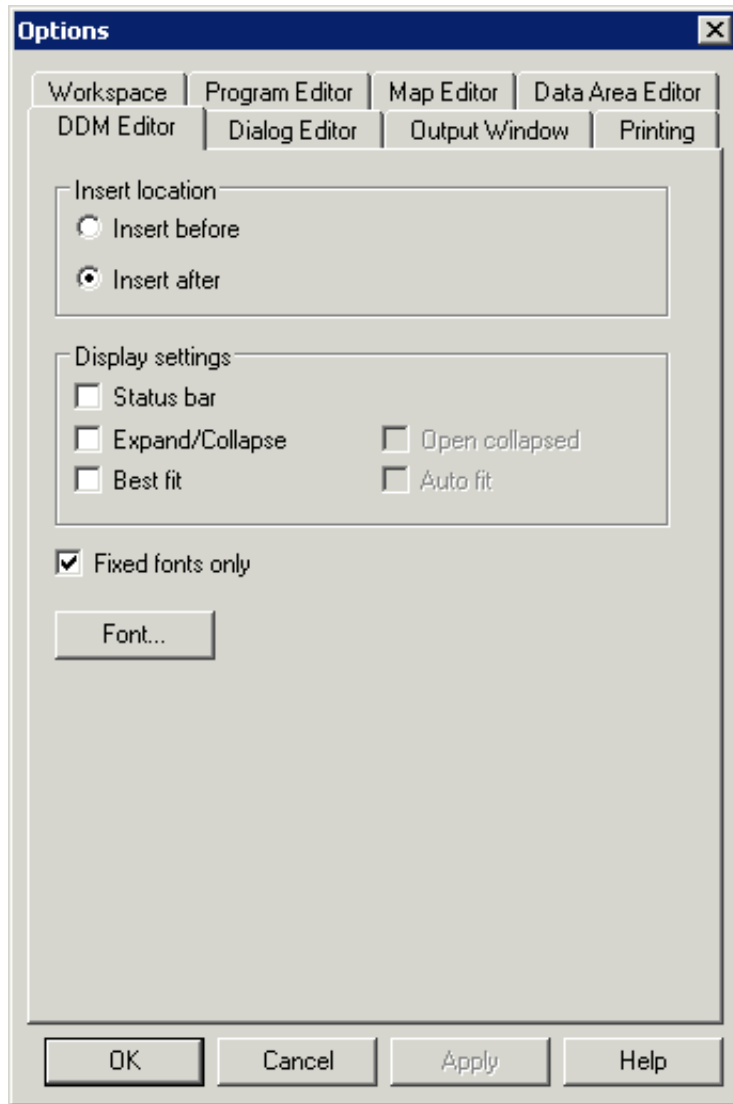 Options
Workspace Program Editor Map Editor Data Area Editor
DDM Editor Dialog Editor Output Window Printing
Insert location
Insert before
Insert after
Display settings
Status bar
Expand/Collapse Open collapsed
Best fit Auto fit
Fixed fonts only
Font...
OK Cancel Apply Help